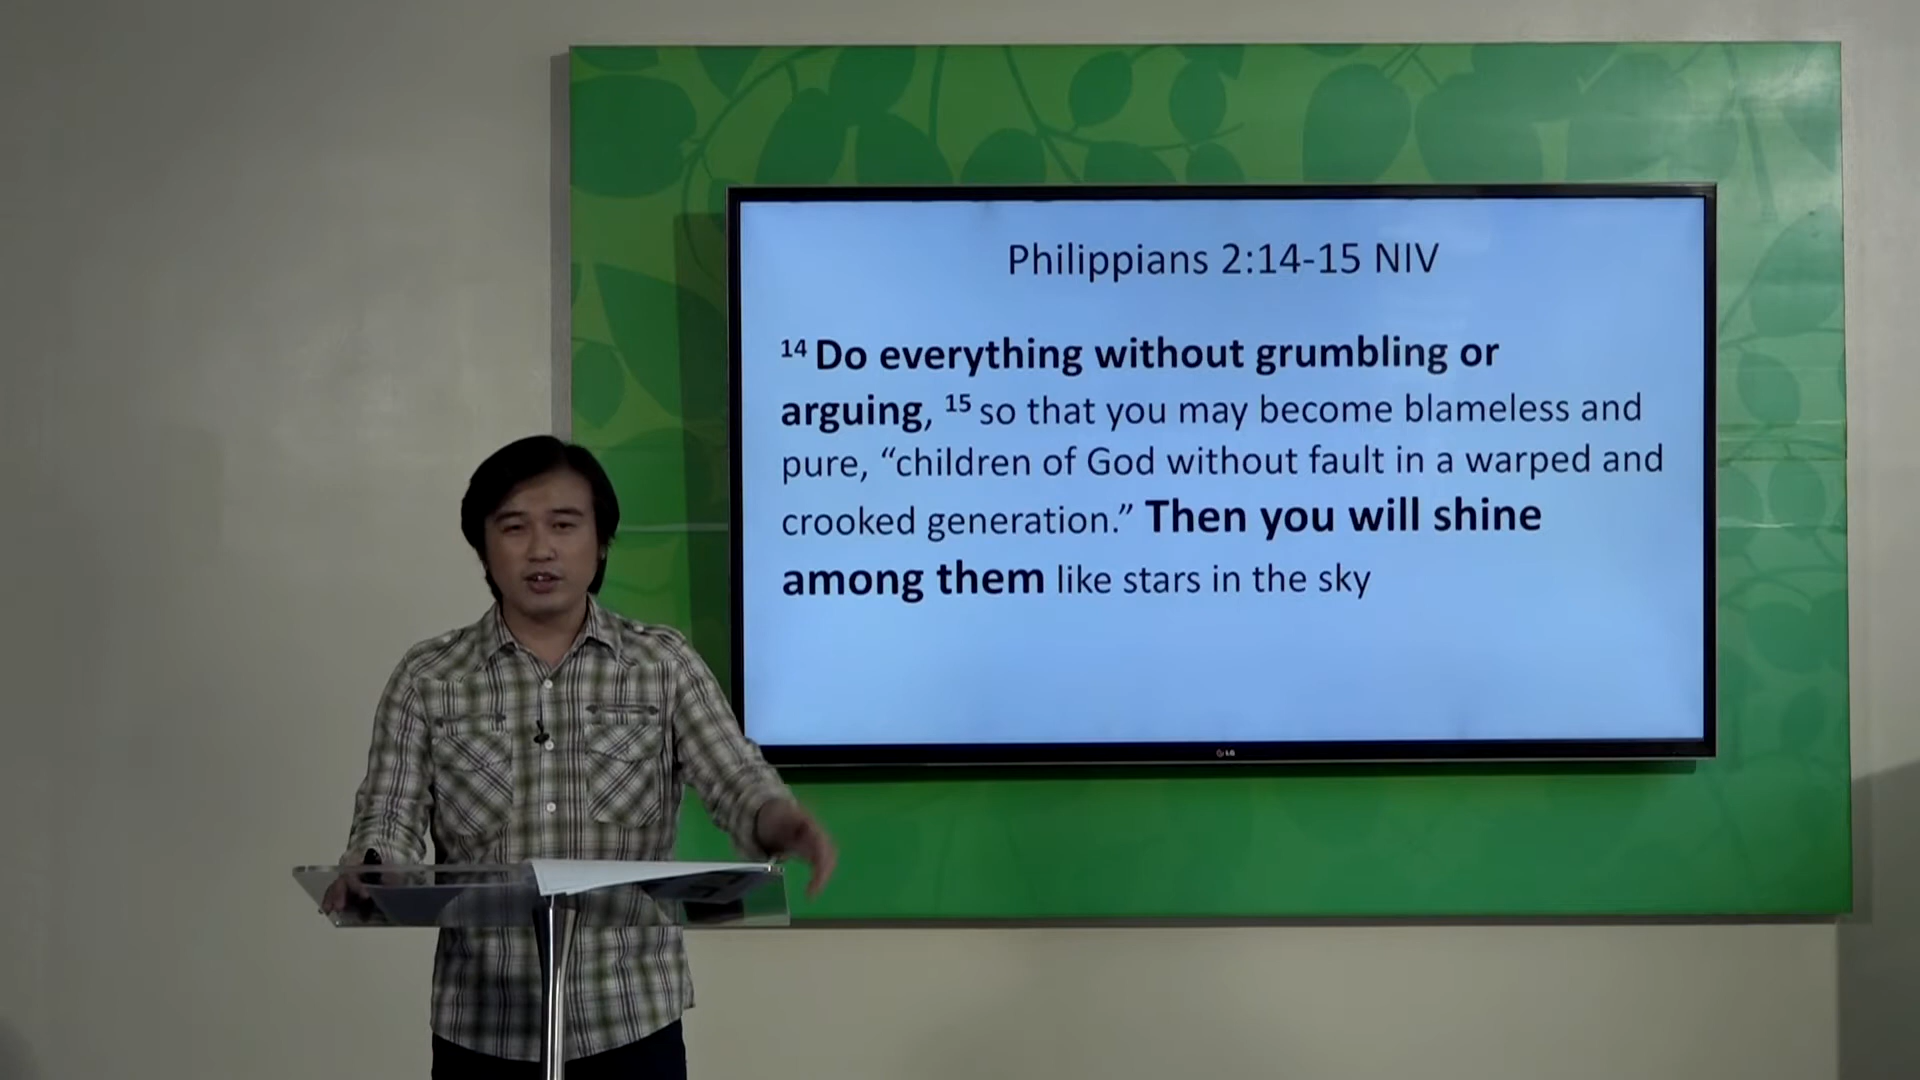 Philippians 2:14-15 NIV
14 Do everything without grumbling or
arguing, 15 so that you may become blameless and
pure, “children of God without fault in a warped and
crooked generation.” Then you will shine
among them like stars in the sky
LG